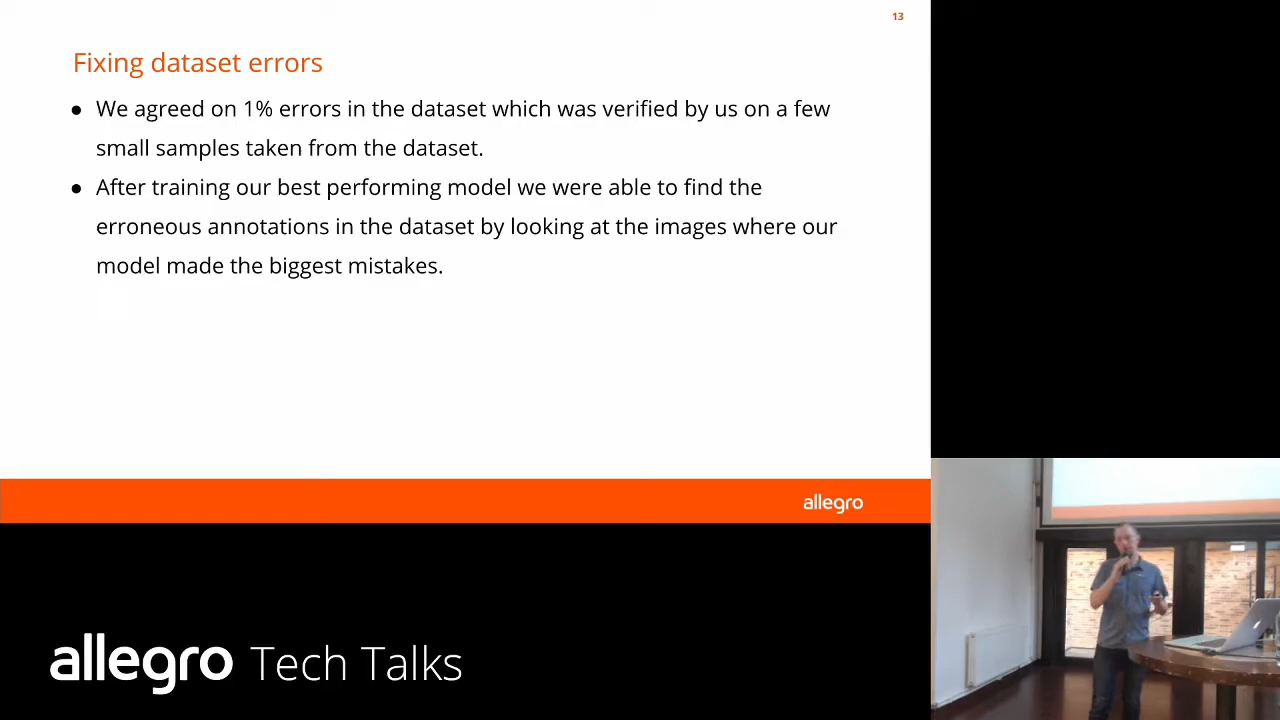 13
Fixing dataset errors
● We agreed on 1% errors in the dataset which was verified by us on a few
small samples taken from the dataset.
● After training our best performing model we were able to find the
erroneous annotations in the dataset by looking at the images where our
model made the biggest mistakes.
allegro
allegro Tech Talks